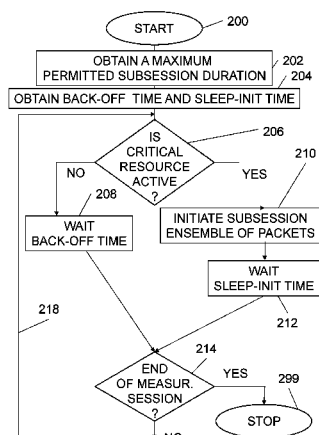 START
200
OBTAIN A MAXIMUM
PERMITTED SUBSESSION DURATION
202
204
OBTAIN BACK-OFF TIME AND SLEEP-INIT TIME
206
IS
CRITICAL
RESOURCE
ACTIVE
?
NO
YES
208
210
WAIT
BACK-OFF TIME
INITIATE SUBSESSION
ENSEMBLE OF PACKETS
WAIT
SLEEP-INIT TIME
212
218
214
END
OF MEASUR.
SESSION
?
YES
299
STOP
NO